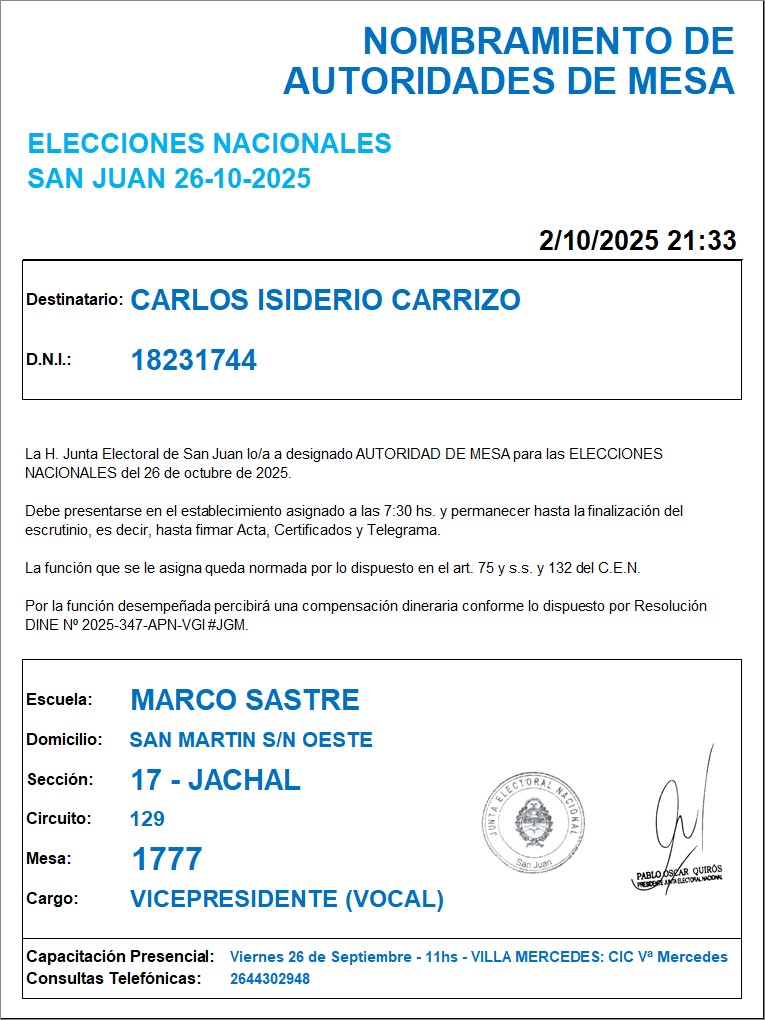 NOMBRAMIENTO DE
AUTORIDADES DE MESA
ELECCIONES NACIONALES
SAN JUAN 26-10-2025
2/10/2025 21:33
Destinatario: CARLOS ISIDERIO CARRIZO
D.N.I.: 18231744
La H. Junta Electoral de San Juan lo/a a designado AUTORIDAD DE MESA para las ELECCIONES
NACIONALES del 26 de octubre de 2025.
Debe presentarse en el establecimiento asignado a las 7:30 hs. y permanecer hasta la finalización del
escrutinio, es decir, hasta firmar Acta, Certificados y Telegrama.
La función que se le asigna queda normada por lo dispuesto en el art. 75 y s.s. y 132 del C.E.N.
Por la función desempeñada percibirá una compensación dineraria conforme lo dispuesto por Resolución
DINE Nº 2025-347-APN-VGI#JGM.
Escuela: MARCO SASTRE
Domicilio: SAN MARTIN S/N OESTE
Sección: 17 - JACHAL
Circuito: 129
Mesa: 1777
Cargo: VICEPRESIDENTE (VOCAL)
JUNTA ELECTORAL NACIONAL
San Juan
PABLO OSCAR QUIRÓS
PRESIDENTE JUNTA ELECTORAL NACIONAL
Capacitación Presencial: Viernes 26 de Septiembre - 11hs - VILLA MERCEDES: CIC Vª Mercedes
Consultas Telefónicas: 2644302948